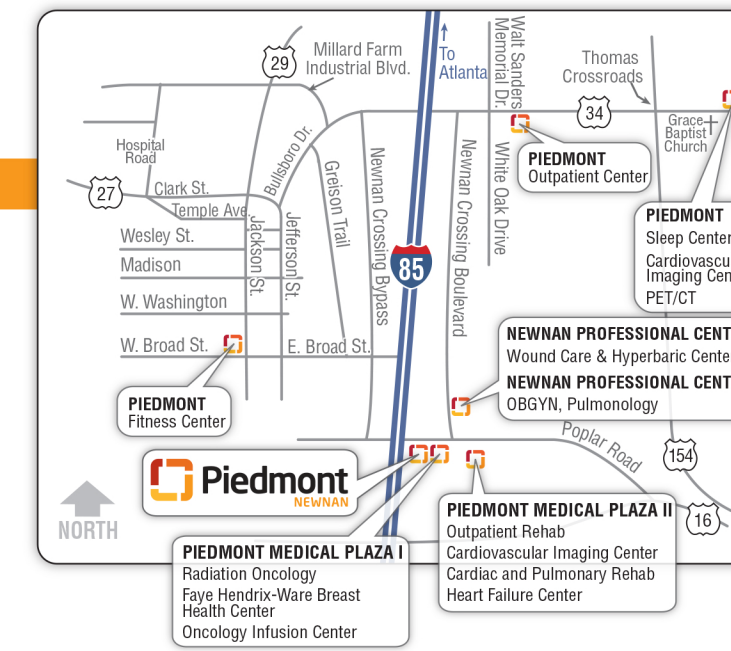 29
Millard Farm
Industrial Blvd.
To
Atlanta
Walt Sanders
Memorial Dr.
Thomas
Crossroads
34
Grace
Baptist
Church
Hospital
Road
Bullsboro Dr.
PIEDMONT
Outpatient Center
27
Clark St.
Temple Ave.
Greison Trail
Newnan Crossing Bypass
Newnan Crossing Boulevard
White Oak Drive
PIEDMONT
Sleep Center
Cardiovascu
Imaging Cen
PET/CT
Wesley St.
Jackson St.
Jefferson St.
Madison
85
W. Washington
W. Broad St.
E. Broad St.
NEWNAN PROFESSIONAL CENT
Wound Care & Hyperbaric Cente
NEWNAN PROFESSIONAL CENT
OBGYN, Pulmonology
PIEDMONT
Fitness Center
Poplar Road
154
Piedmont
NEWNAN
16
NORTH
PIEDMONT MEDICAL PLAZA II
Outpatient Rehab
Cardiovascular Imaging Center
Cardiac and Pulmonary Rehab
Heart Failure Center
PIEDMONT MEDICAL PLAZA I
Radiation Oncology
Faye Hendrix-Ware Breast
Health Center
Oncology Infusion Center